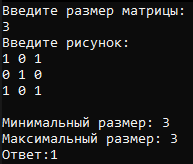 Введите размер матрицы:
3
Введите рисунок:
1 0 1
0 1 0
1 0 1
Минимальный размер: 3
Максимальный размер: 3
Ответ:1